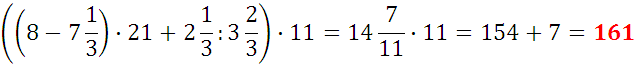 ((8 − 7 1/3) · 21 + 2 1/3 : 3 2/3) · 11 = 14 7/11 · 11 = 154 + 7 = 161